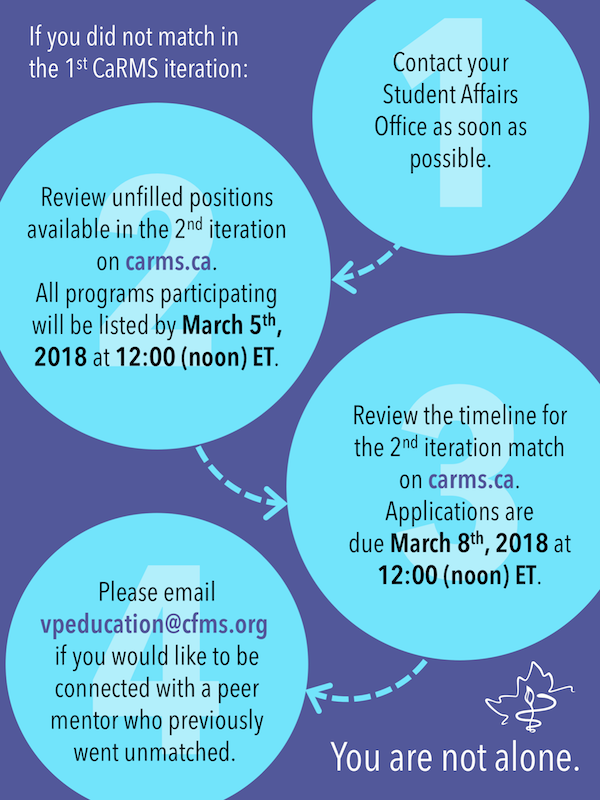 If you did not match in
the 1st CaRMS iteration:
1
Contact your
Student Affairs
Office as soon as
possible.
2
Review unfilled positions
available in the 2nd iteration
on carms.ca.
All programs participating
will be listed by March 5th,
2018 at 12:00 (noon) ET.
3
Review the timeline for
the 2nd iteration match
on carms.ca.
Applications are
due March 8th, 2018 at
12:00 (noon) ET.
4
Please email
vpeducation@cfms.org
if you would like to be
connected with a peer
mentor who previously
went unmatched.
You are not alone.